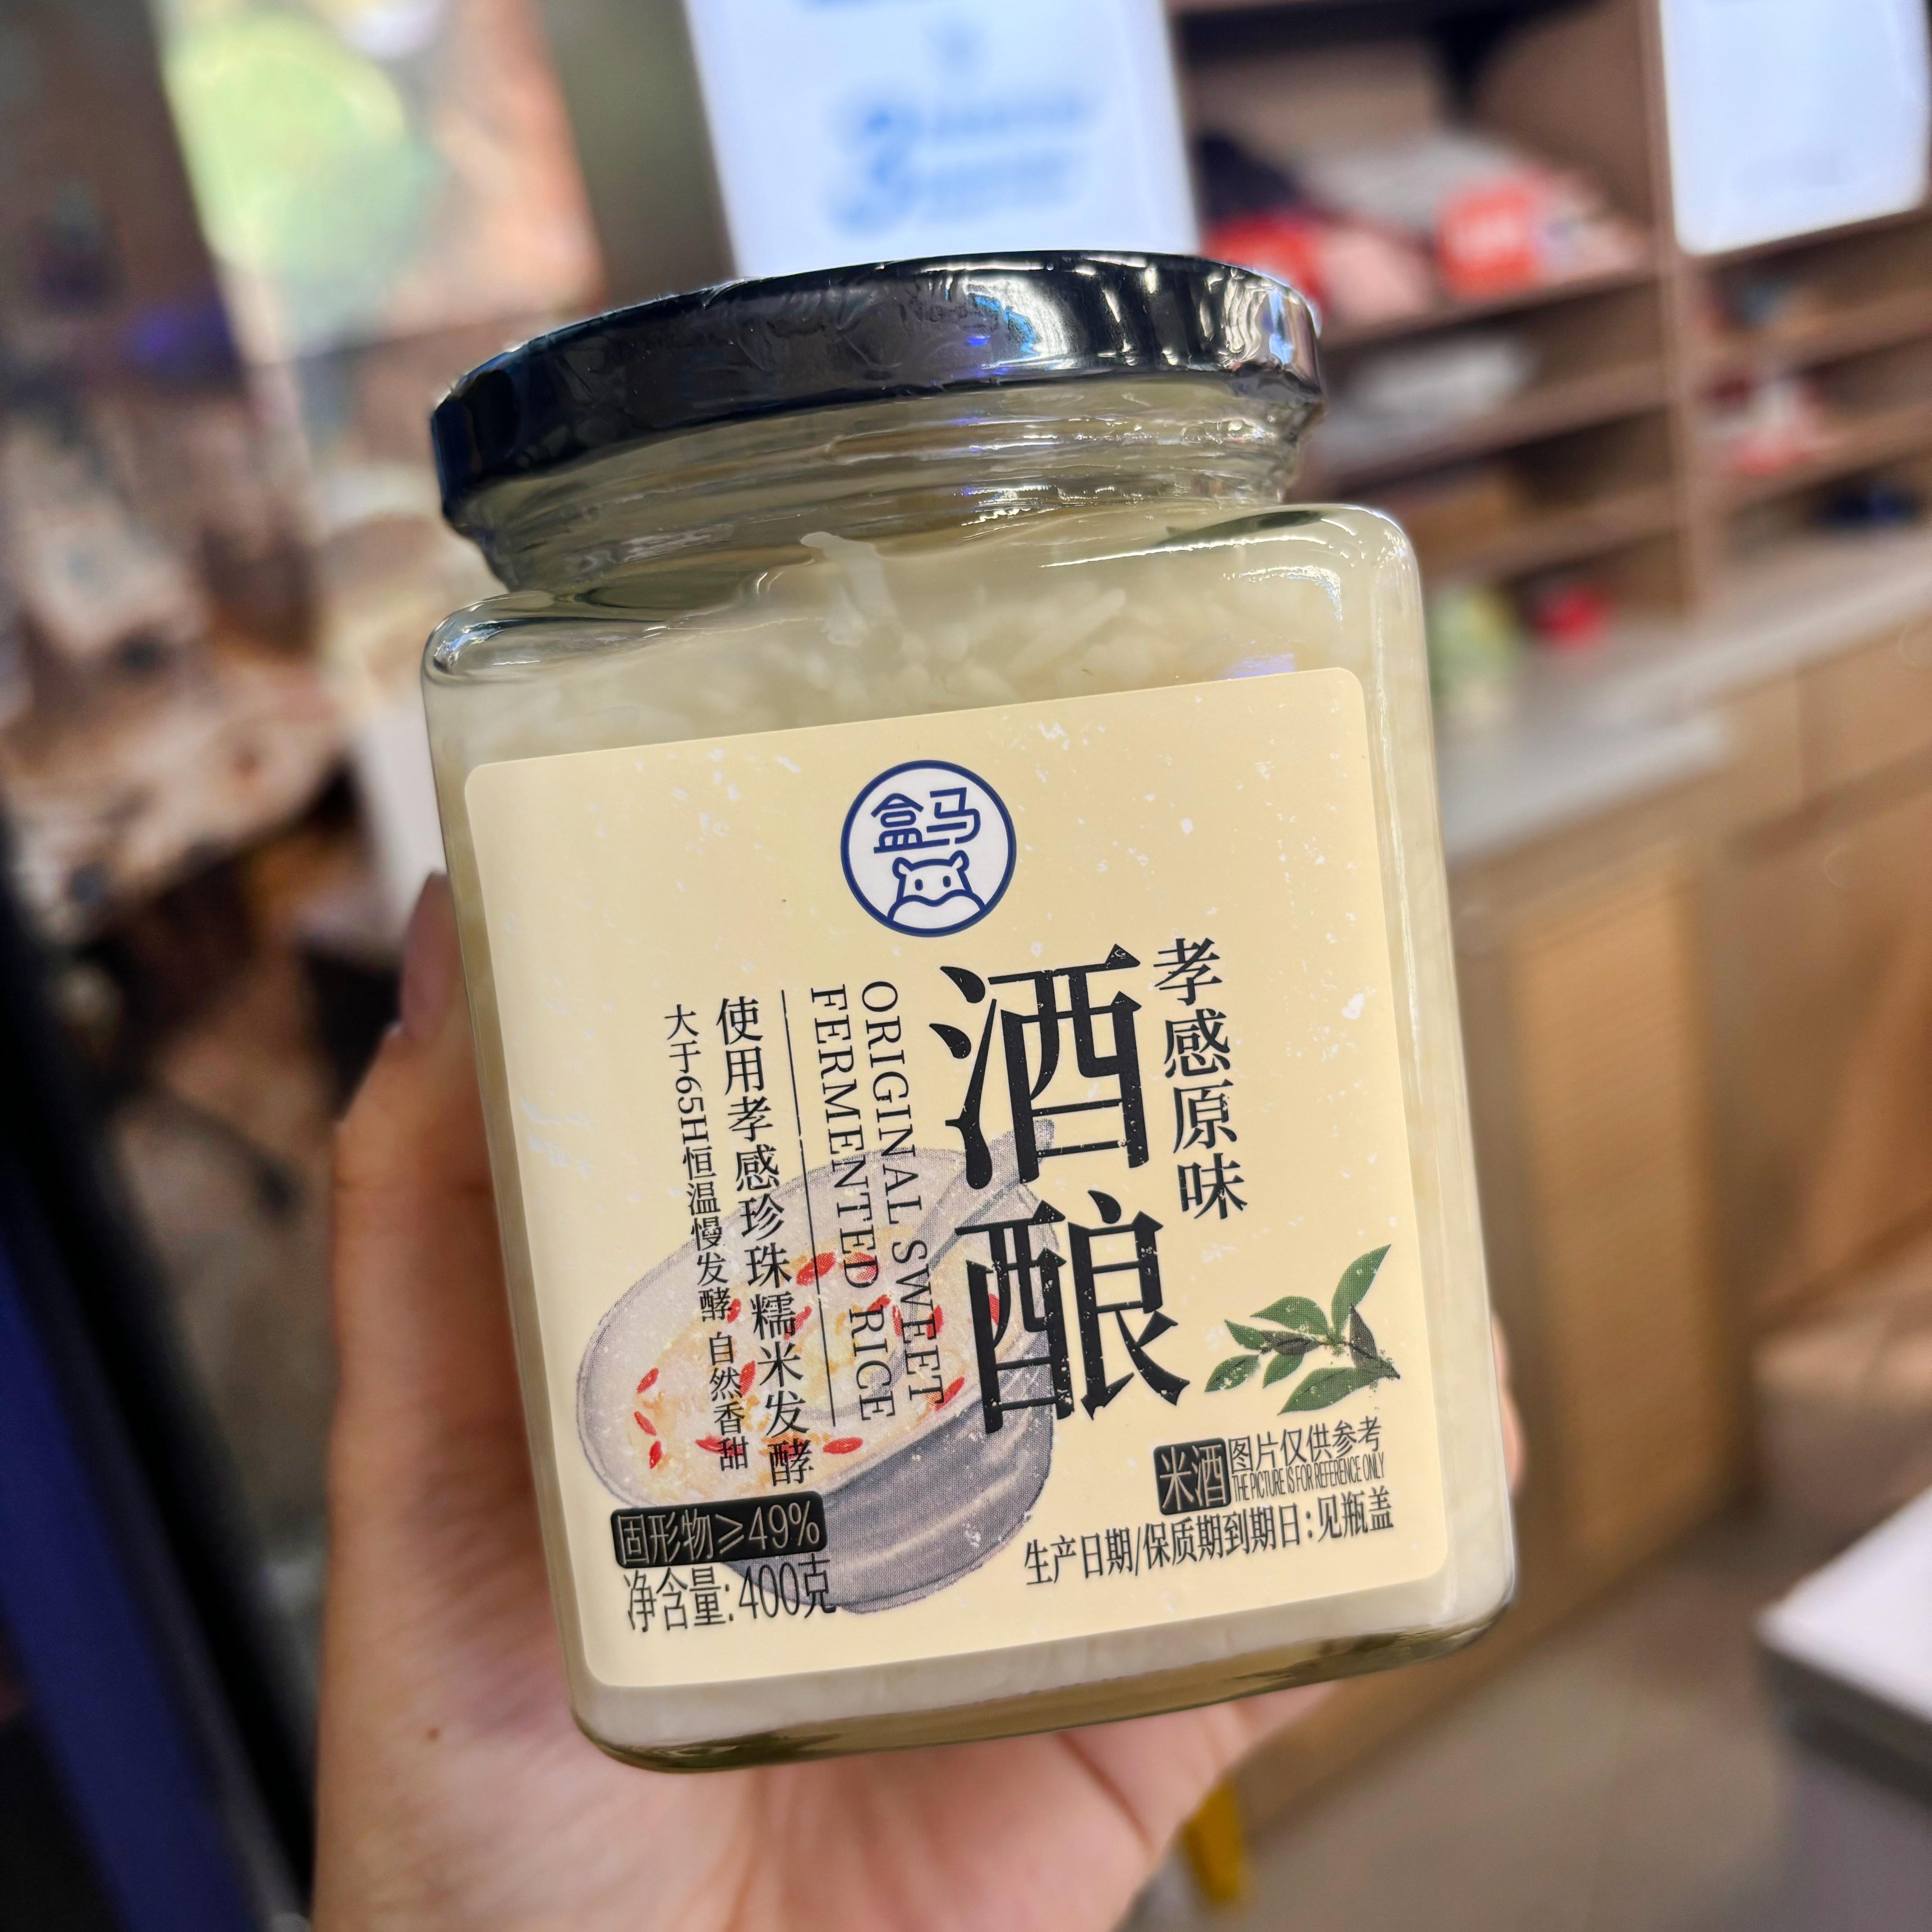 盒马
孝感原味
酒酿
ORIGINAL SWEET
FERMENTED RICE
使用孝感珍珠糯米发酵
大于65H恒温慢发酵 自然香甜
米酒
图片仅供参考
THE PICTURE IS FOR REFERENCE ONLY
生产日期/保质期到期日:见瓶盖
固形物≥49%
净含量:400克
3